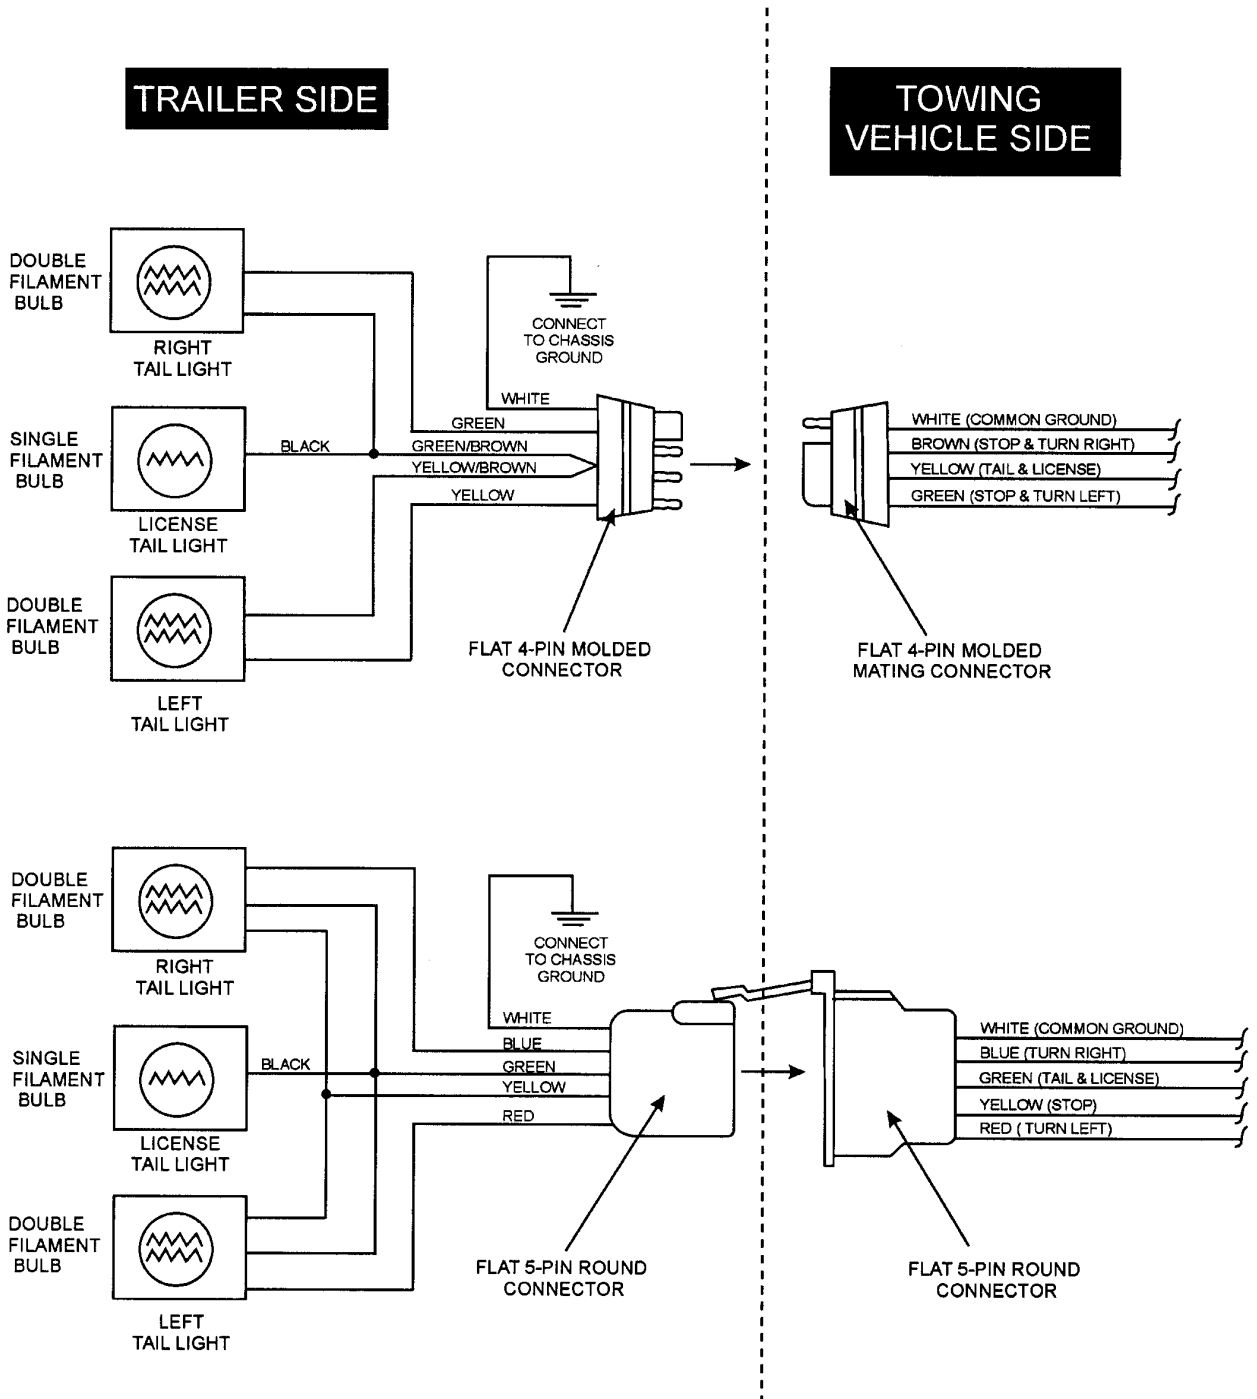 TRAILER SIDE
TOWING
VEHICLE SIDE
DOUBLE
FILAMENT
BULB
RIGHT
TAIL LIGHT
SINGLE
FILAMENT
BULB
BLACK
LICENSE
TAIL LIGHT
DOUBLE
FILAMENT
BULB
LEFT
TAIL LIGHT
CONNECT
TO CHASSIS
GROUND
WHITE
GREEN
GREEN/BROWN
YELLOW/BROWN
YELLOW
FLAT 4-PIN MOLDED
CONNECTOR
WHITE (COMMON GROUND)
BROWN (STOP & TURN RIGHT)
YELLOW (TAIL & LICENSE)
GREEN (STOP & TURN LEFT)
FLAT 4-PIN MOLDED
MATING CONNECTOR
DOUBLE
FILAMENT
BULB
RIGHT
TAIL LIGHT
SINGLE
FILAMENT
BULB
BLACK
LICENSE
TAIL LIGHT
DOUBLE
FILAMENT
BULB
LEFT
TAIL LIGHT
CONNECT
TO CHASSIS
GROUND
WHITE
BLUE
GREEN
YELLOW
RED
FLAT 5-PIN ROUND
CONNECTOR
WHITE (COMMON GROUND)
BLUE (TURN RIGHT)
GREEN (TAIL & LICENSE)
YELLOW (STOP)
RED ( TURN LEFT)
FLAT 5-PIN ROUND
CONNECTOR